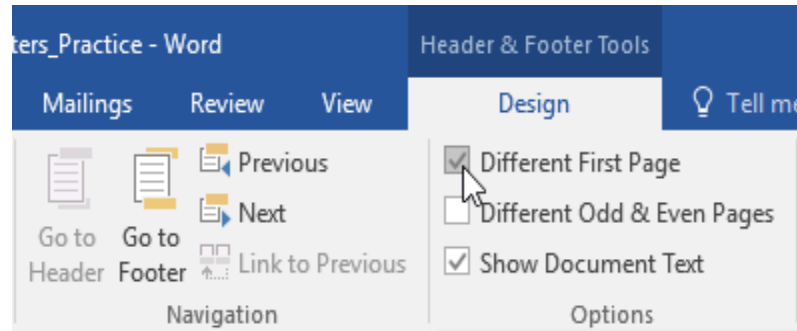 ters_Practice - Word
Header & Footer Tools
Mailings Review View Design Tell me
Go to Header
Go to Footer
Previous
Next
Link to Previous
Navigation
Different First Page
Different Odd & Even Pages
Show Document Text
Options